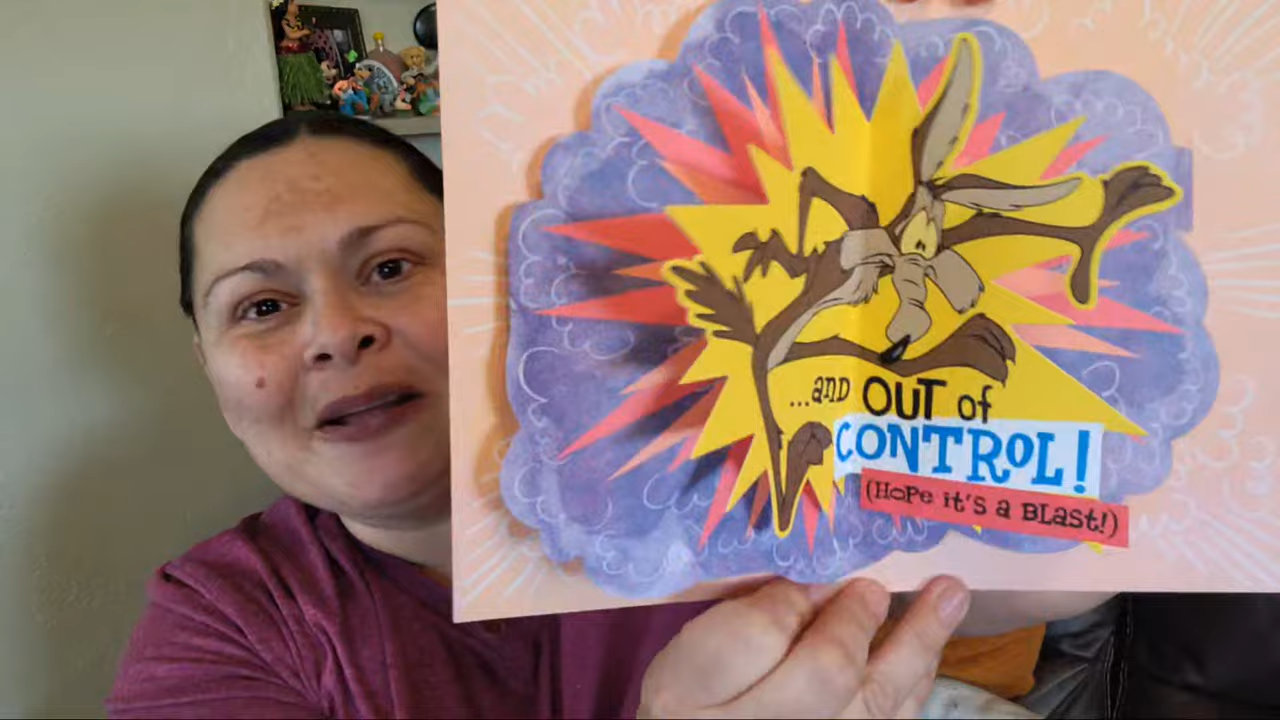 ...and OUT of
CONTROL!
(HoPe it's a BLast!)